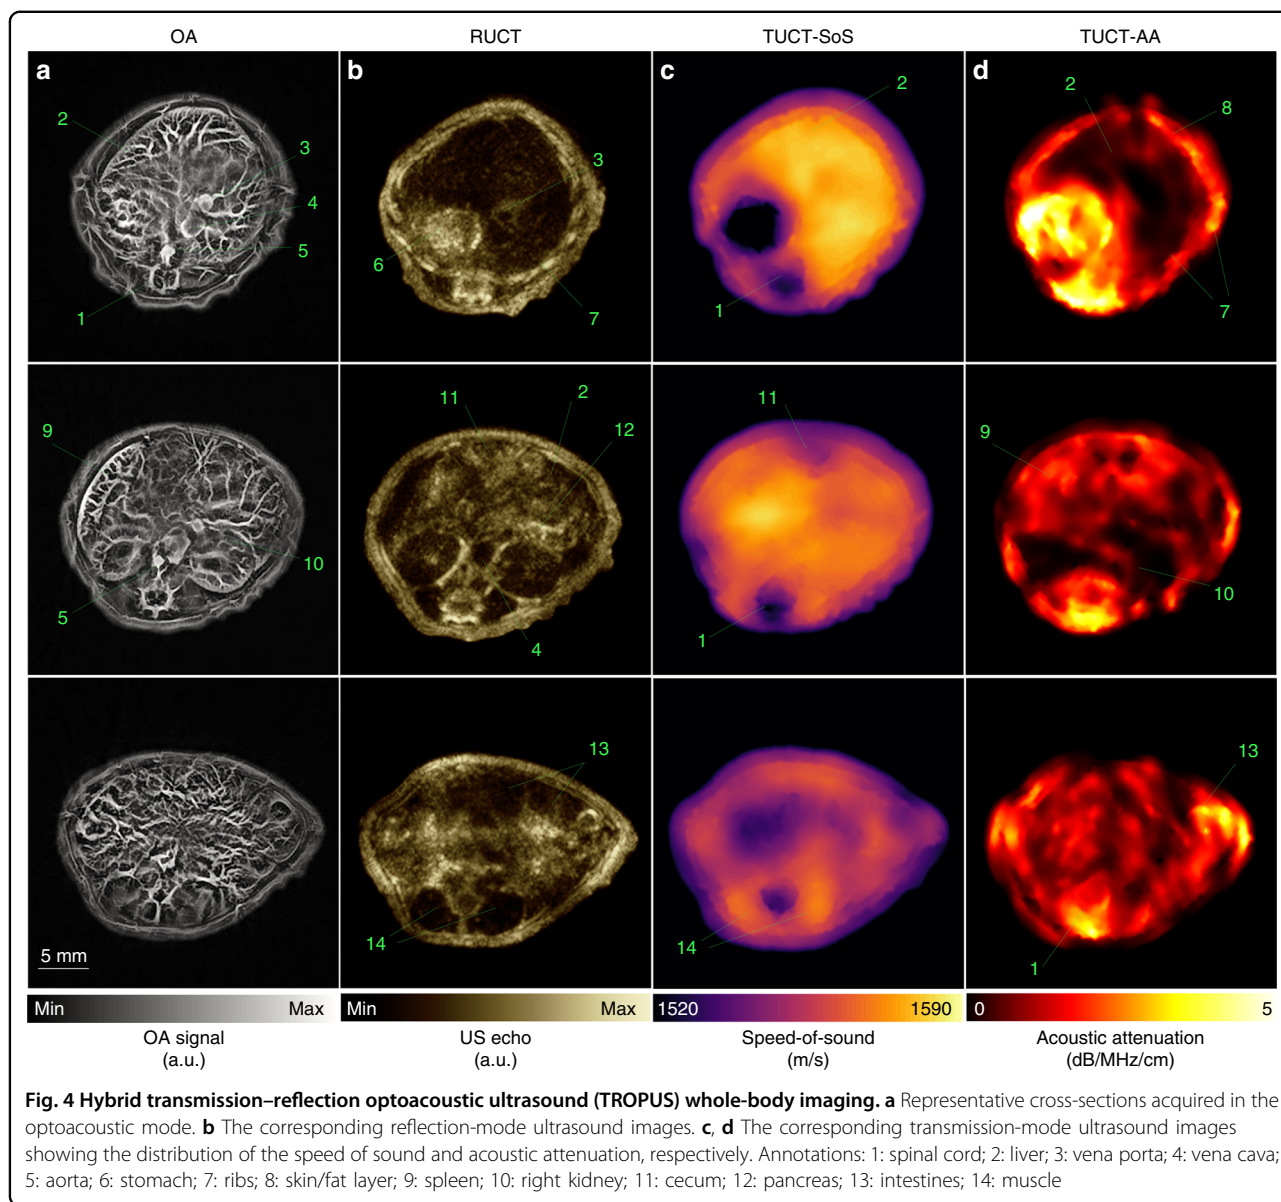 OA RUCT TUCT-SoS TUCT-AA
a b c d
2 3 4 5 1
3 6 7
2 1
2 8 7
9 10 5
11 2 12 4
11 1
9 10
13 14
14
13 1
5 mm
Min Max Min Max 1520 1590 0 5
OA signal US echo Speed-of-sound Acoustic attenuation
(a.u.) (a.u.) (m/s) (dB/MHz/cm)
Fig. 4 Hybrid transmission–reflection optoacoustic ultrasound (TROPUS) whole-body imaging. a Representative cross-sections acquired in the
optoacoustic mode. b The corresponding reflection-mode ultrasound images. c, d The corresponding transmission-mode ultrasound images
showing the distribution of the speed of sound and acoustic attenuation, respectively. Annotations: 1: spinal cord; 2: liver; 3: vena porta; 4: vena cava;
5: aorta; 6: stomach; 7: ribs; 8: skin/fat layer; 9: spleen; 10: right kidney; 11: cecum; 12: pancreas; 13: intestines; 14: muscle